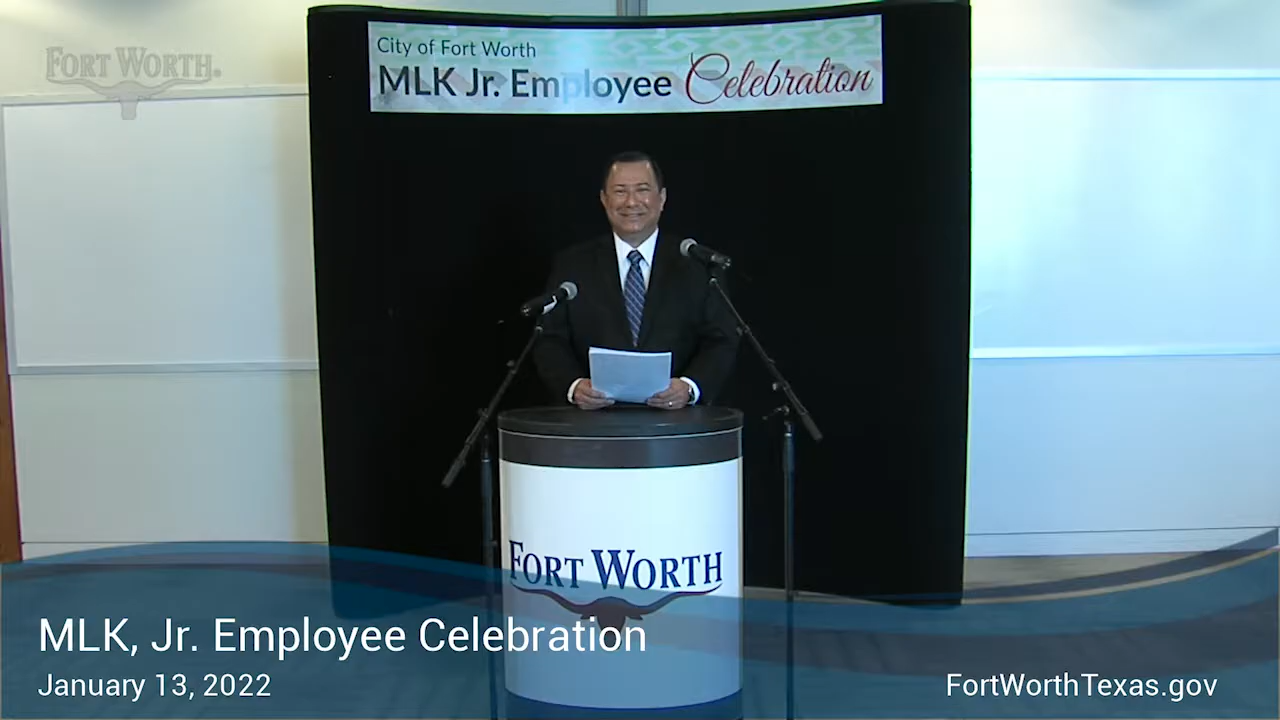 City of Fort Worth
MLK Jr. Employee Celebration
FORT WORTH®
FORT WORTH
MLK, Jr. Employee Celebration
January 13, 2022
FortWorthTexas.gov